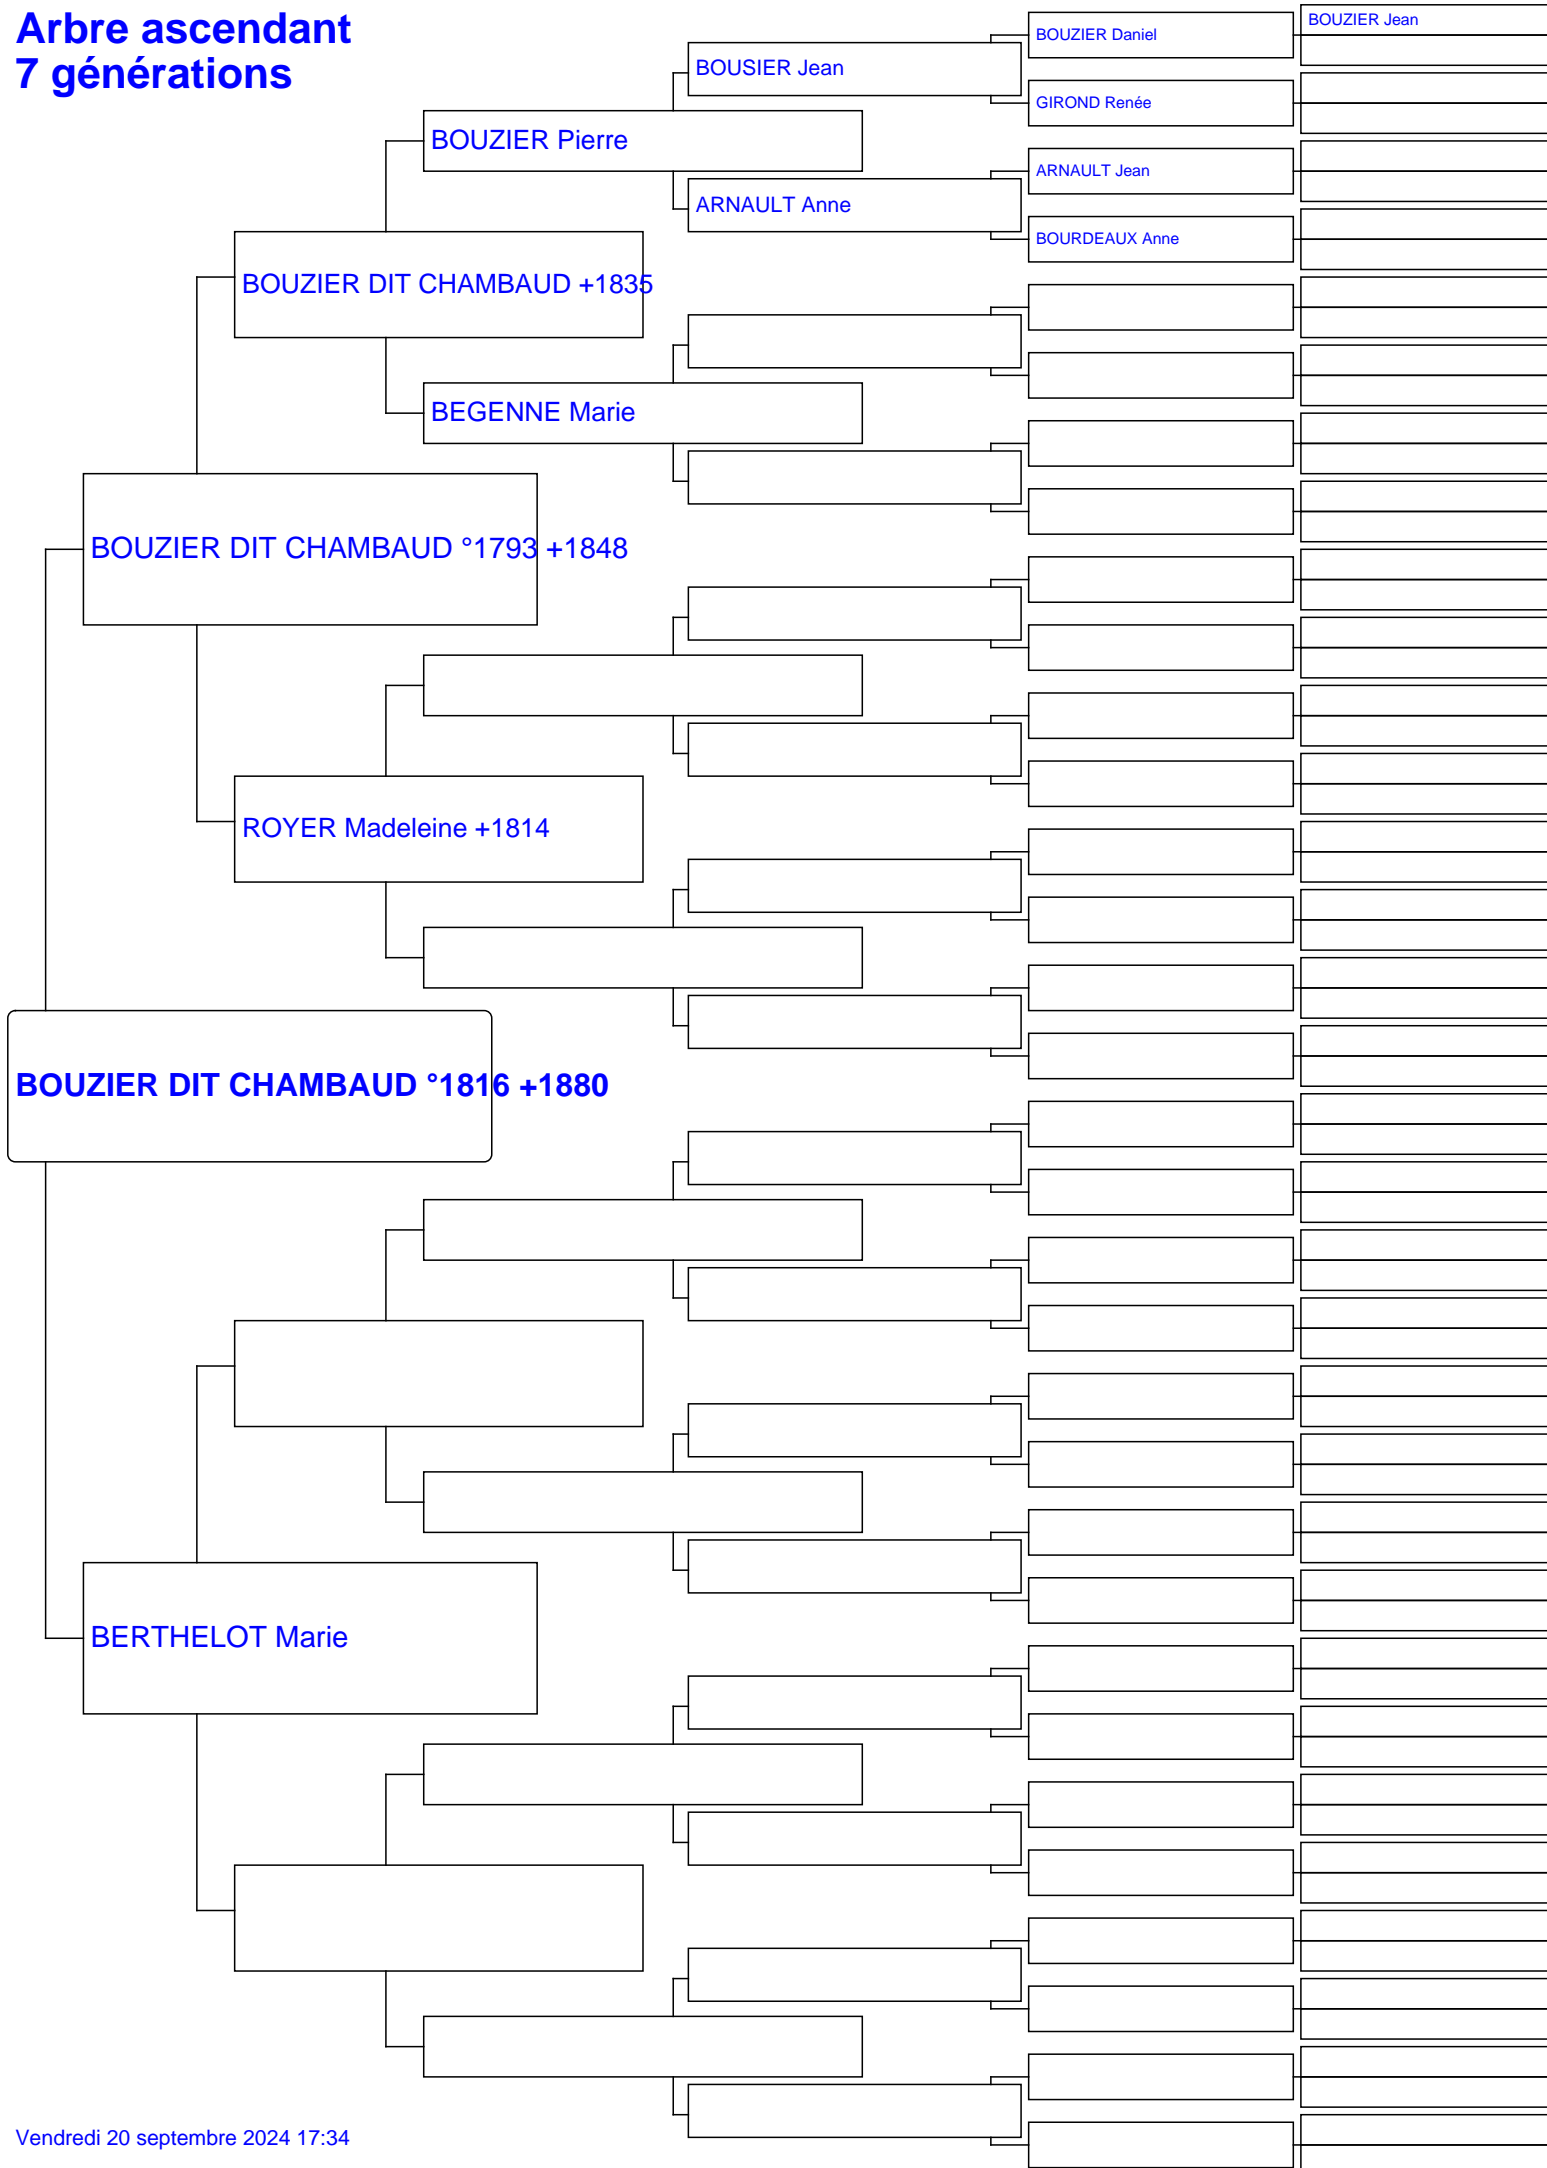 Arbre ascendant
7 générations
BOUZIER Jean
BOUZIER Daniel
BOUSIER Jean
GIROND Renée
BOUZIER Pierre
ARNAULT Jean
ARNAULT Anne
BOURDEAUX Anne
BOUZIER DIT CHAMBAUD +1835
BEGENNE Marie
BOUZIER DIT CHAMBAUD °1793 +1848
ROYER Madeleine +1814
BOUZIER DIT CHAMBAUD °1816 +1880
BERTHELOT Marie
Vendredi 20 septembre 2024 17:34